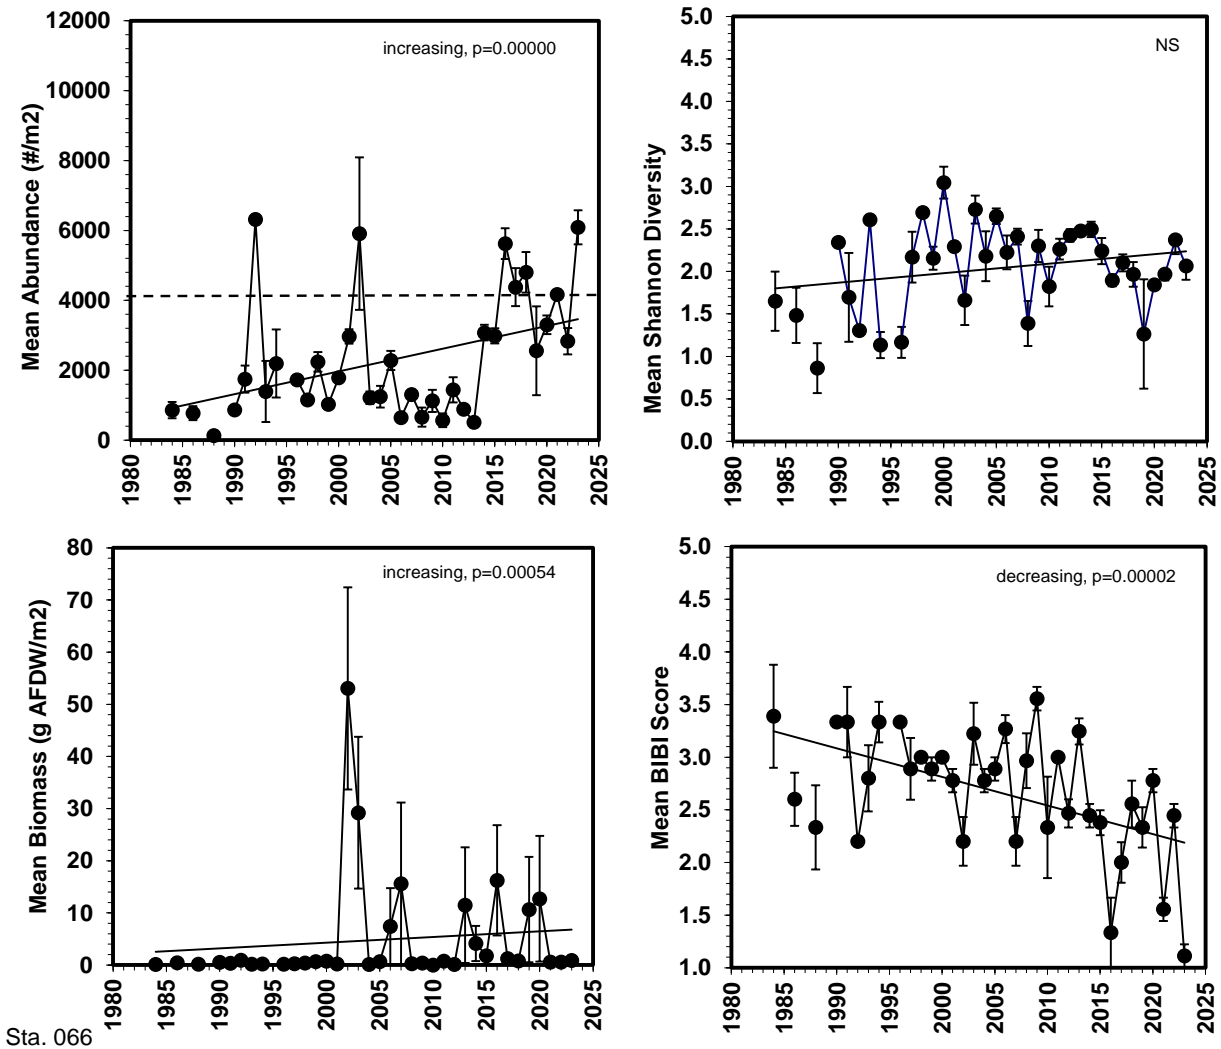 12000
10000
8000
6000
4000
2000
0
Mean Abundance (#/m2)
increasing, p=0.00000
1980 1985 1990 1995 2000 2005 2010 2015 2020 2025
5.0
4.5
4.0
3.5
3.0
2.5
2.0
1.5
1.0
0.5
0.0
Mean Shannon Diversity
NS
1980 1985 1990 1995 2000 2005 2010 2015 2020 2025
80
70
60
50
40
30
20
10
0
Mean Biomass (g AFDW/m2)
increasing, p=0.00054
1980 1985 1990 1995 2000 2005 2010 2015 2020 2025
5.0
4.5
4.0
3.5
3.0
2.5
2.0
1.5
1.0
Mean BIBI Score
decreasing, p=0.00002
1980 1985 1990 1995 2000 2005 2010 2015 2020 2025
Sta. 066